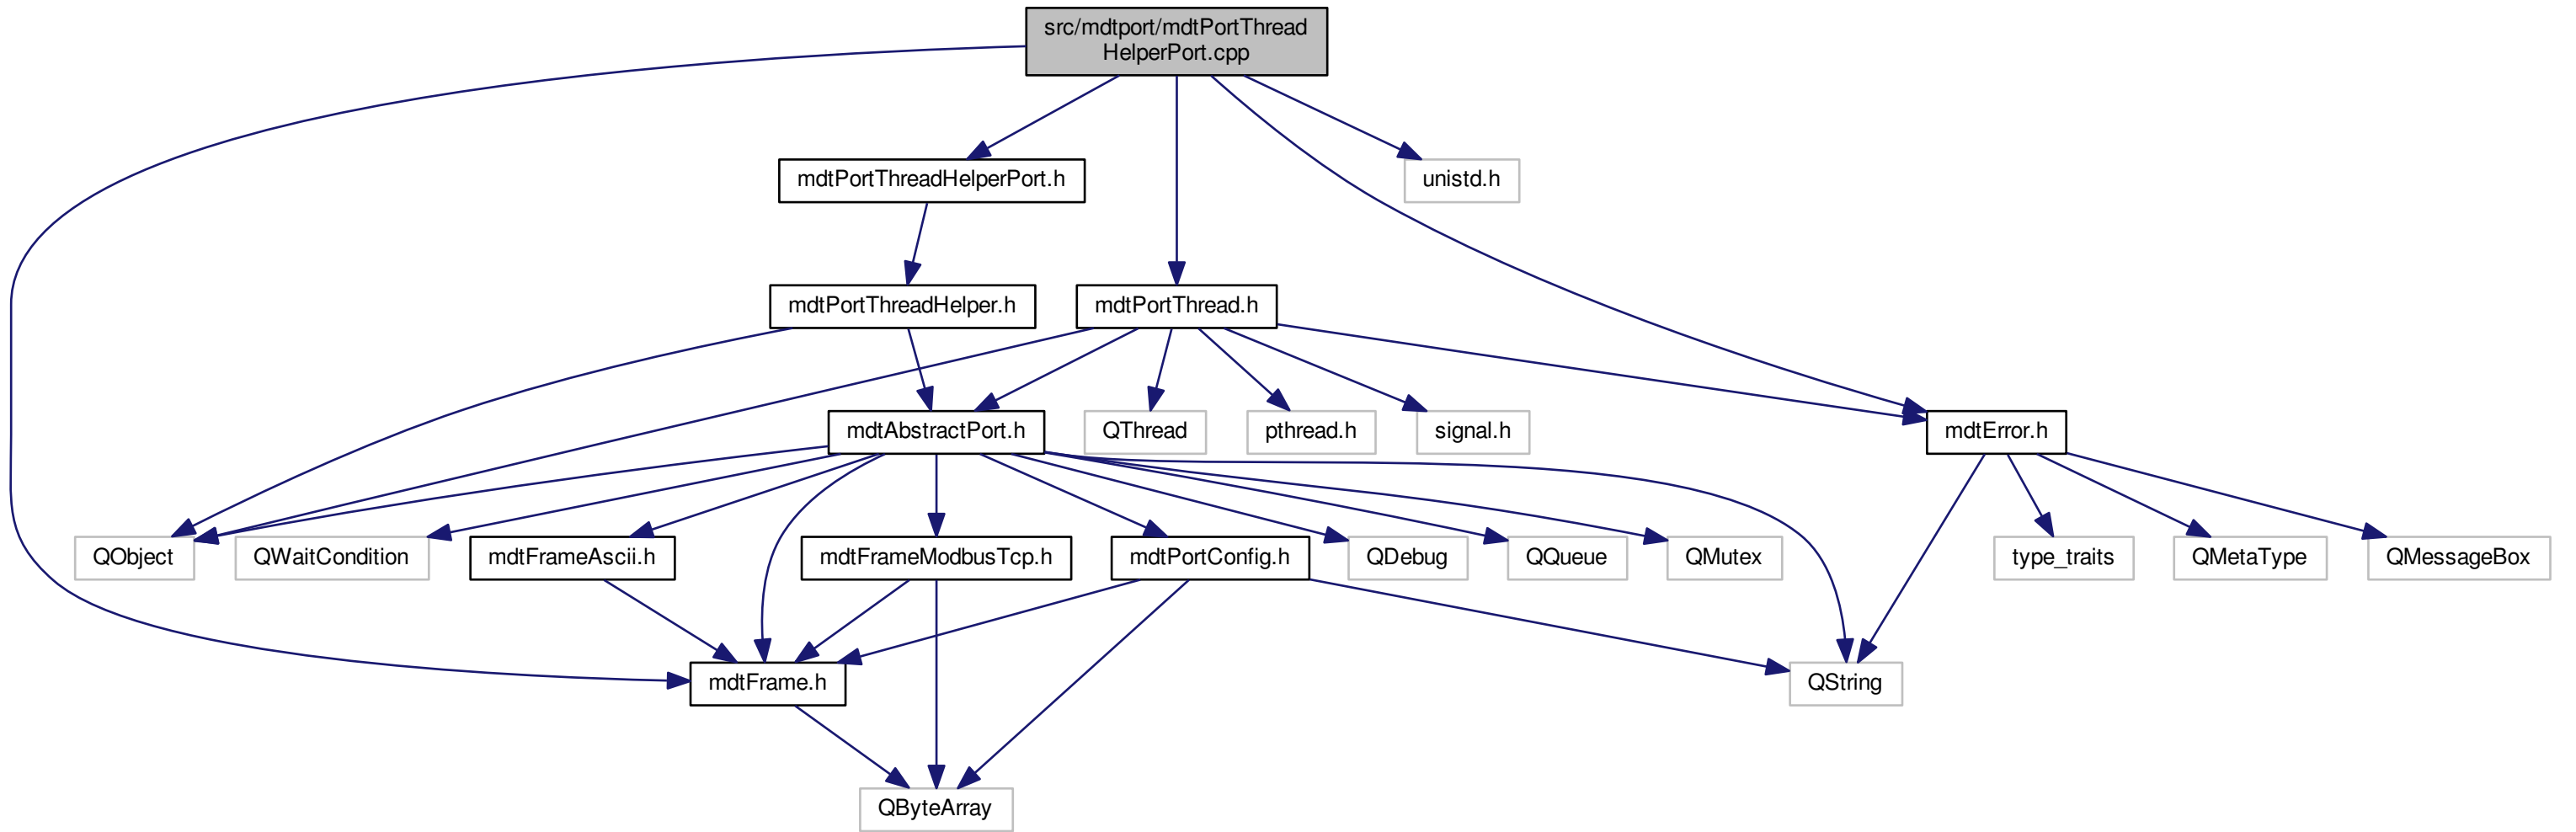 src/mdtport/mdtPortThread
HelperPort.cpp
mdtPortThreadHelperPort.h
unistd.h
mdtPortThreadHelper.h
mdtPortThread.h
mdtAbstractPort.h
QThread
pthread.h
signal.h
mdtError.h
QObject
QWaitCondition
mdtFrameAscii.h
mdtFrameModbusTcp.h
mdtPortConfig.h
QDebug
QQueue
QMutex
type_traits
QMetaType
QMessageBox
mdtFrame.h
QString
QByteArray